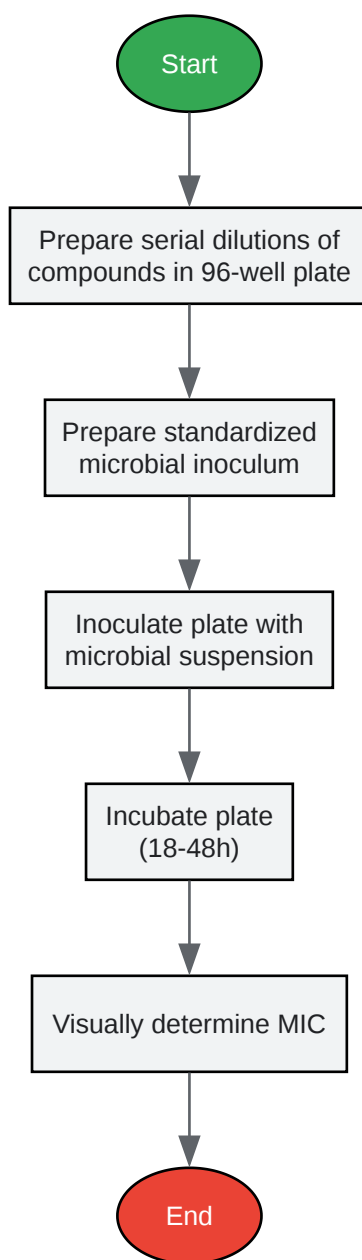 Start
Prepare serial dilutions of
compounds in 96-well plate
Prepare standardized
microbial inoculum
Inoculate plate with
microbial suspension
Incubate plate
(18-48h)
Visually determine MIC
End